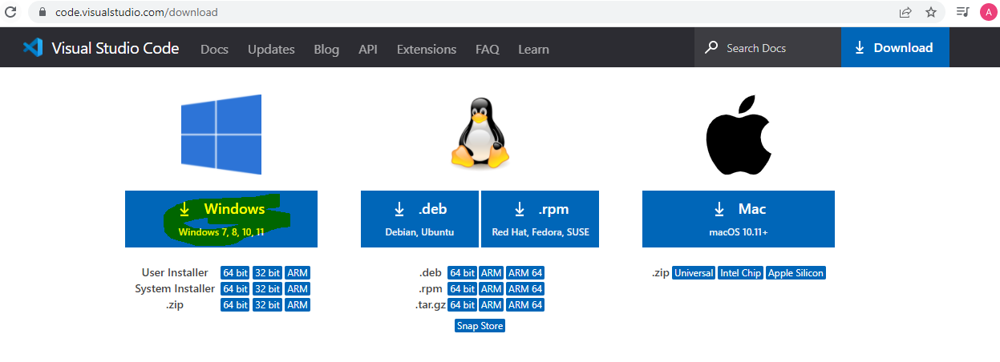 code.visualstudio.com/download
A
Visual Studio Code Docs Updates Blog API Extensions FAQ Learn Search Docs Download
Windows
Windows 7, 8, 10, 11
.deb
Debian, Ubuntu
.rpm
Red Hat, Fedora, SUSE
Mac
macOS 10.11+
User Installer 64 bit 32 bit ARM
System Installer 64 bit 32 bit ARM
.zip 64 bit 32 bit ARM
.deb 64 bit ARM ARM 64
.rpm 64 bit ARM ARM 64
.tar.gz 64 bit ARM ARM 64
Snap Store
.zip Universal Intel Chip Apple Silicon